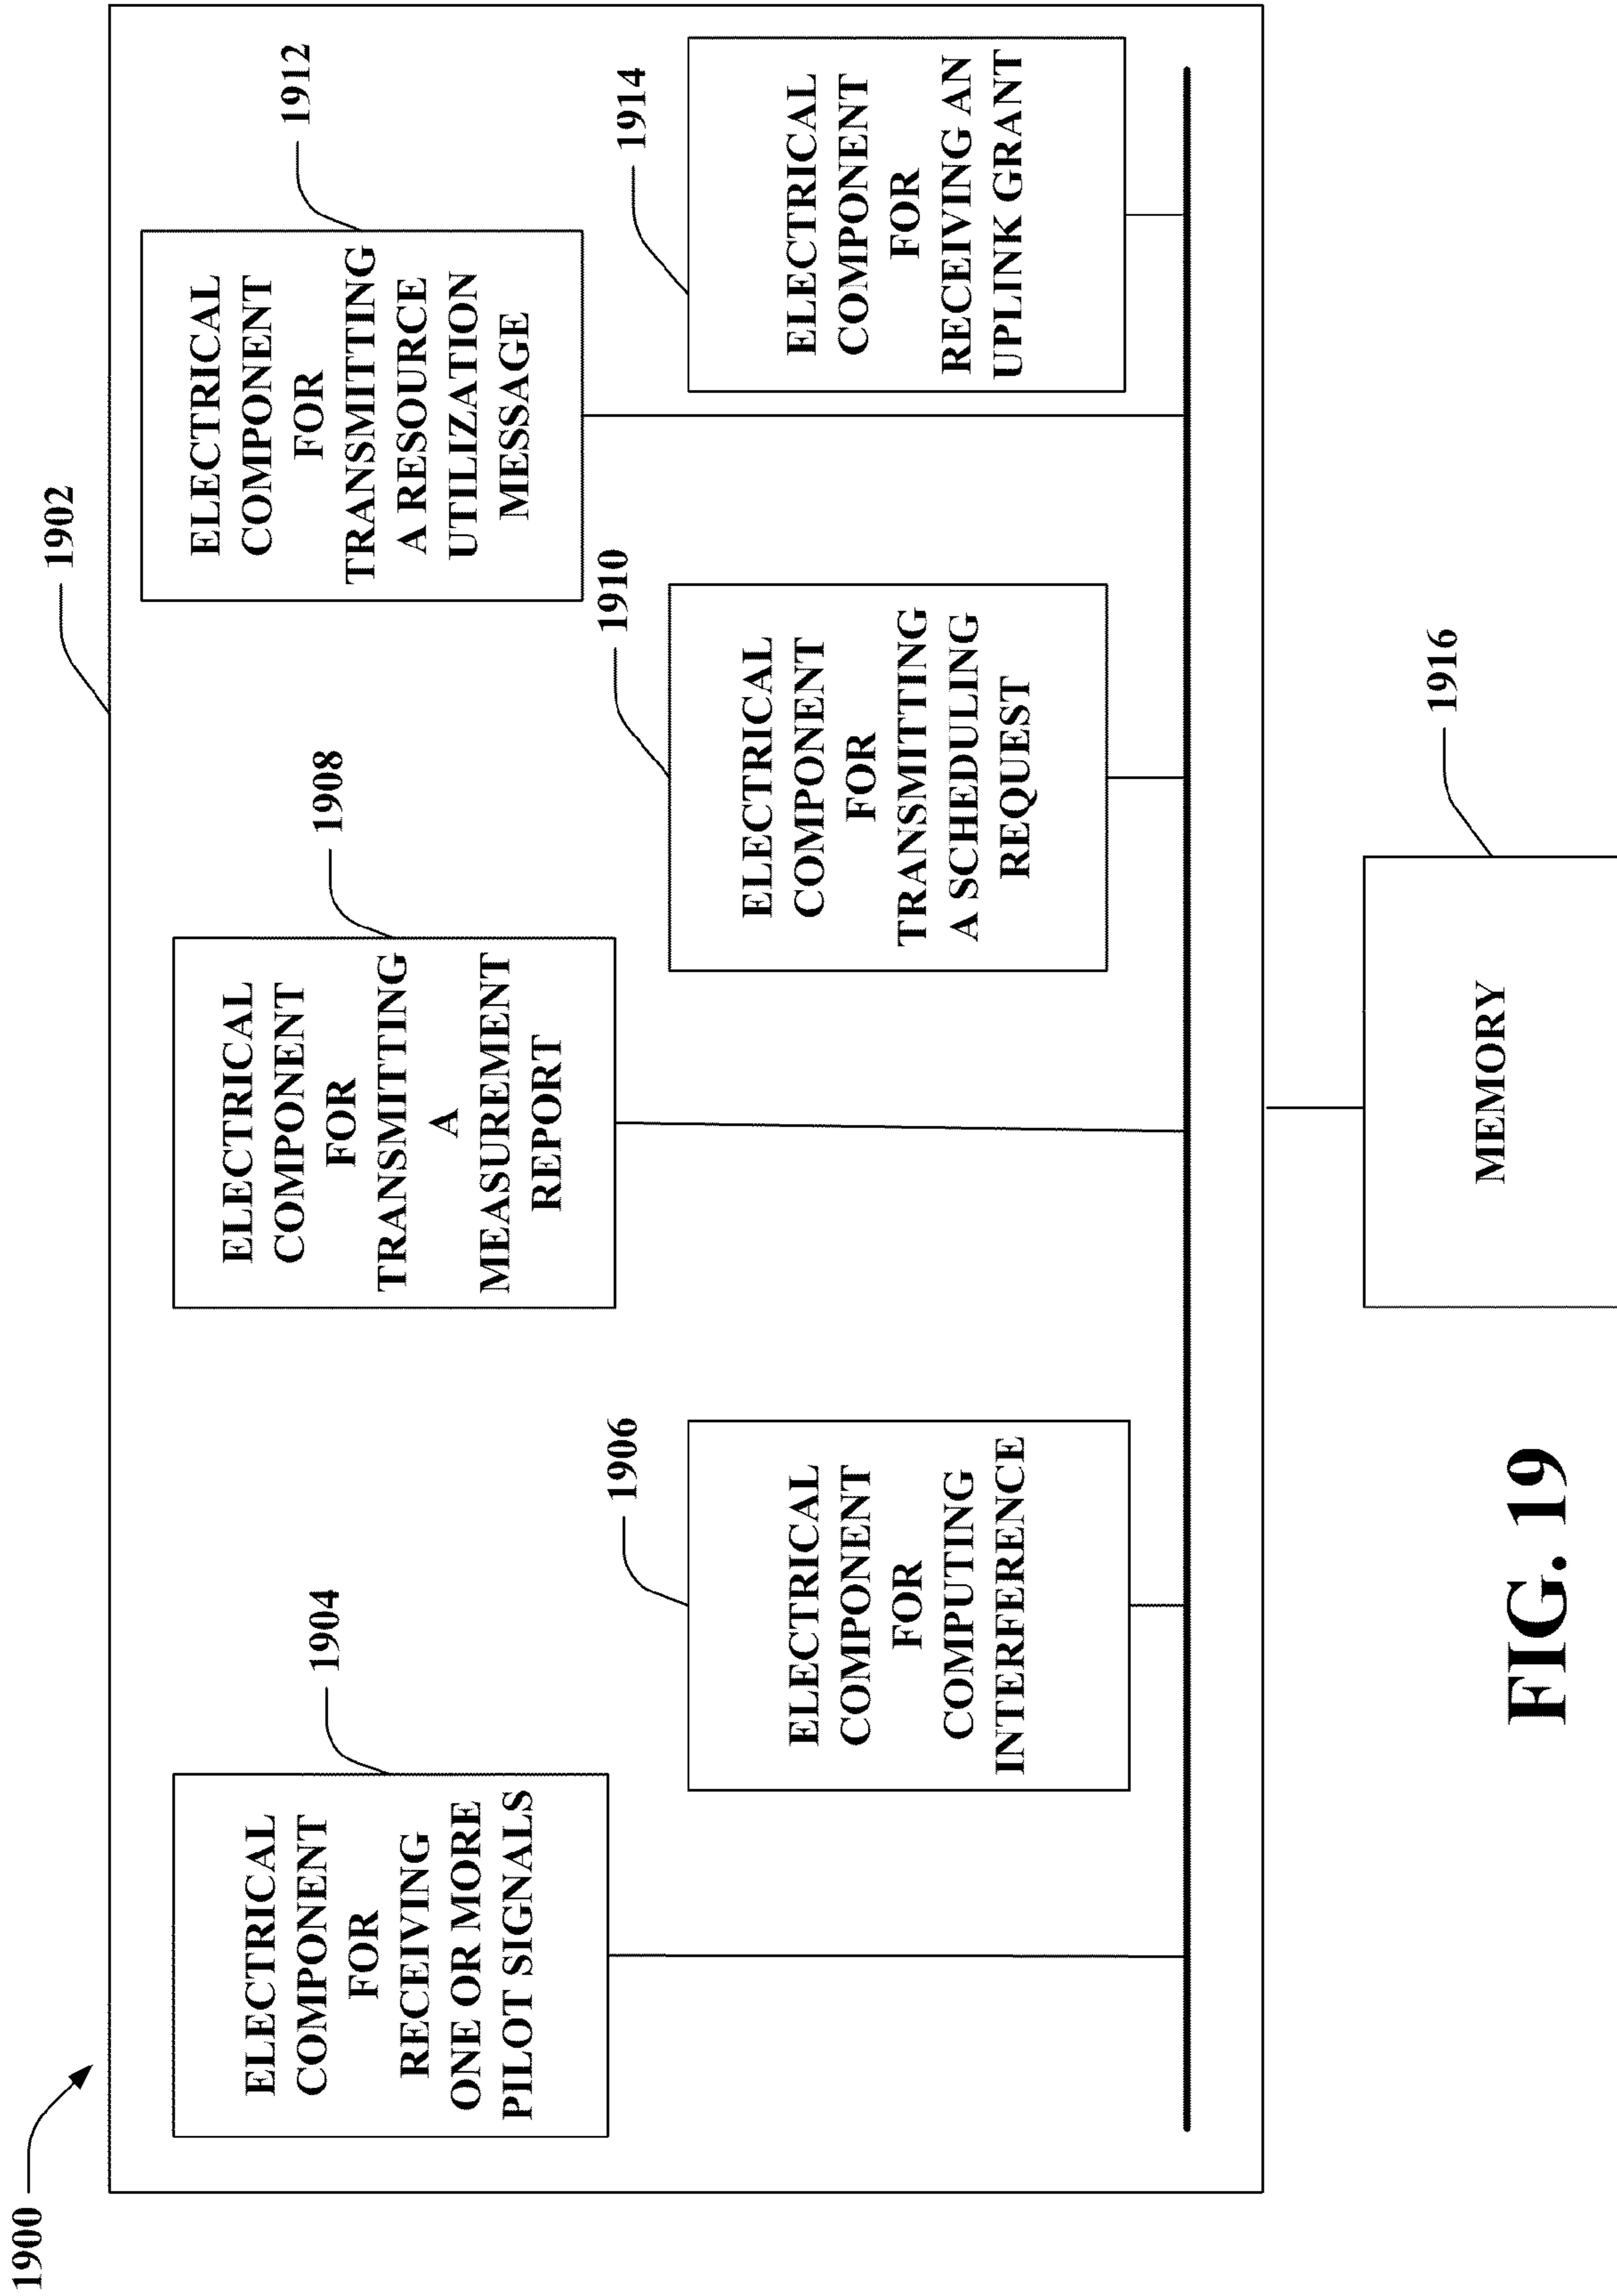 1900
1902
1904
ELECTRICAL
COMPONENT
FOR
RECEIVING
ONE OR MORE
PILOT SIGNALS
1906
ELECTRICAL
COMPONENT
FOR
COMPUTING
INTERFERENCE
1908
ELECTRICAL
COMPONENT
FOR
TRANSMITTING
A
MEASUREMENT
REPORT
1910
ELECTRICAL
COMPONENT
FOR
TRANSMITTING
A SCHEDULING
REQUEST
1912
ELECTRICAL
COMPONENT
FOR
TRANSMITTING
A RESOURCE
UTILIZATION
MESSAGE
1914
ELECTRICAL
COMPONENT
FOR
RECEIVING AN
UPLINK GRANT
1916
MEMORY
FIG. 19